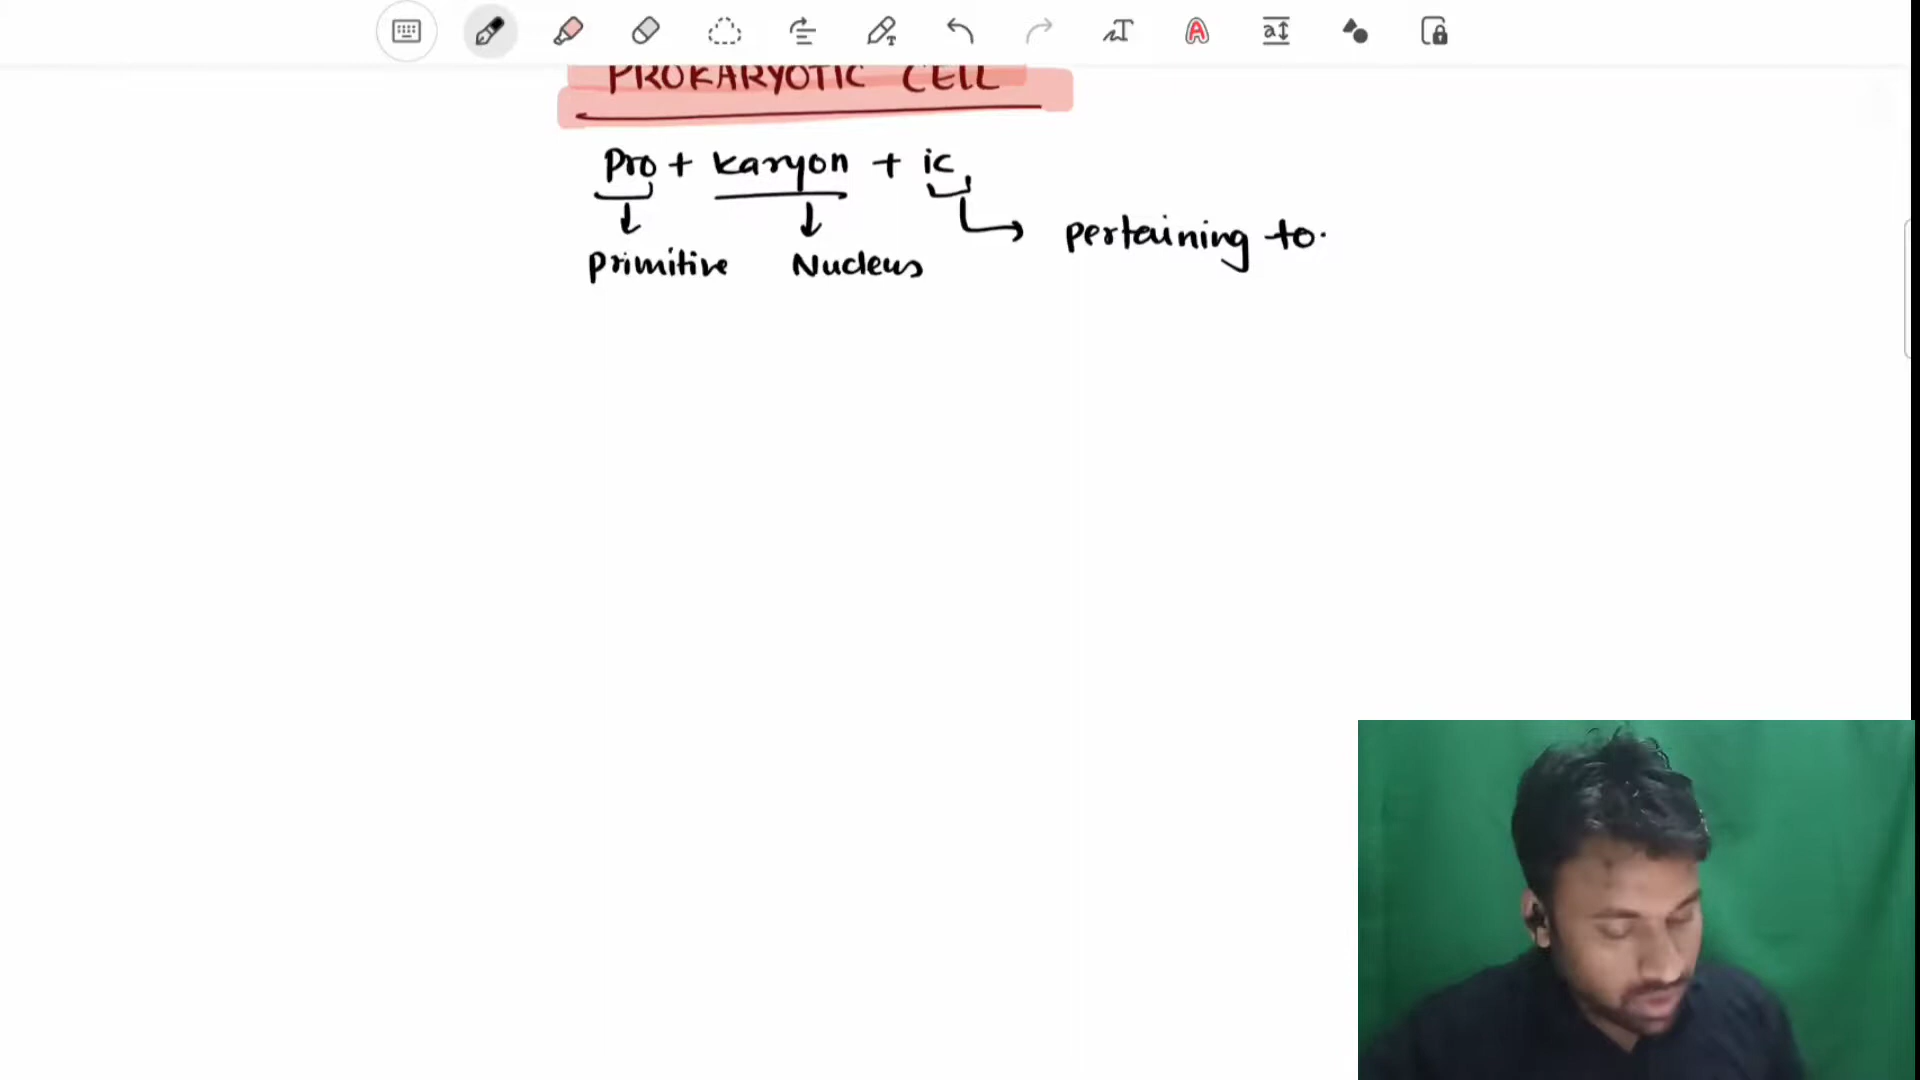 PROKARYOTIC CELL
Pro + karyon + ic
pertaining to.
Primitive Nucleus